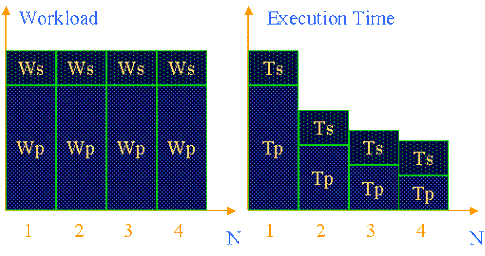 Workload Execution Time
Ws Ws Ws Ws Ts
Ts
Ts
Ts
Wp Wp Wp Wp Tp
Tp
Tp
Tp
1 2 3 4 N 1 2 3 4 N